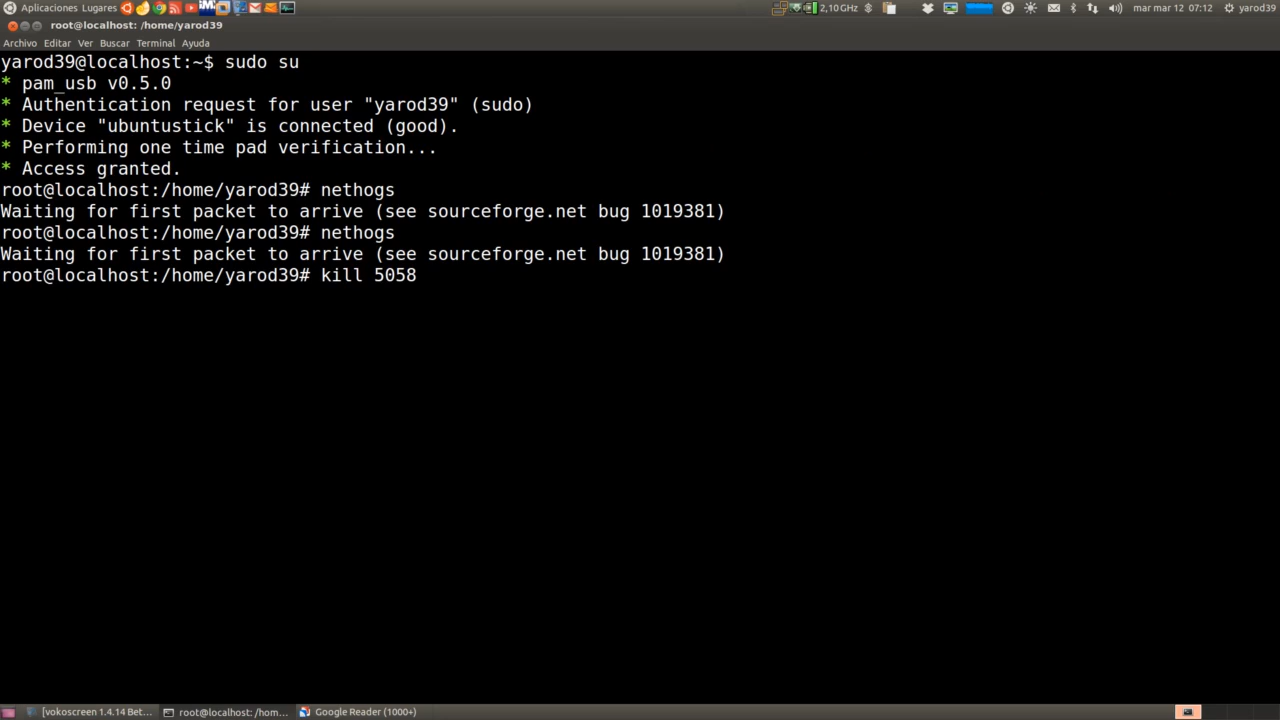 Aplicaciones Lugares 2,10 GHz mar mar 12 07:12 yarod39
root@localhost: /home/yarod39
Archivo Editar Ver Buscar Terminal Ayuda
yarod39@localhost:~$ sudo su
* pam_usb v0.5.0
* Authentication request for user "yarod39" (sudo)
* Device "ubuntustick" is connected (good).
* Performing one time pad verification...
* Access granted.
root@localhost:/home/yarod39# nethogs
Waiting for first packet to arrive (see sourceforge.net bug 1019381)
root@localhost:/home/yarod39# nethogs
Waiting for first packet to arrive (see sourceforge.net bug 1019381)
root@localhost:/home/yarod39# kill 5058
[vokoscreen 1.4.14 Bet... root@localhost: /hom... Google Reader (1000+)